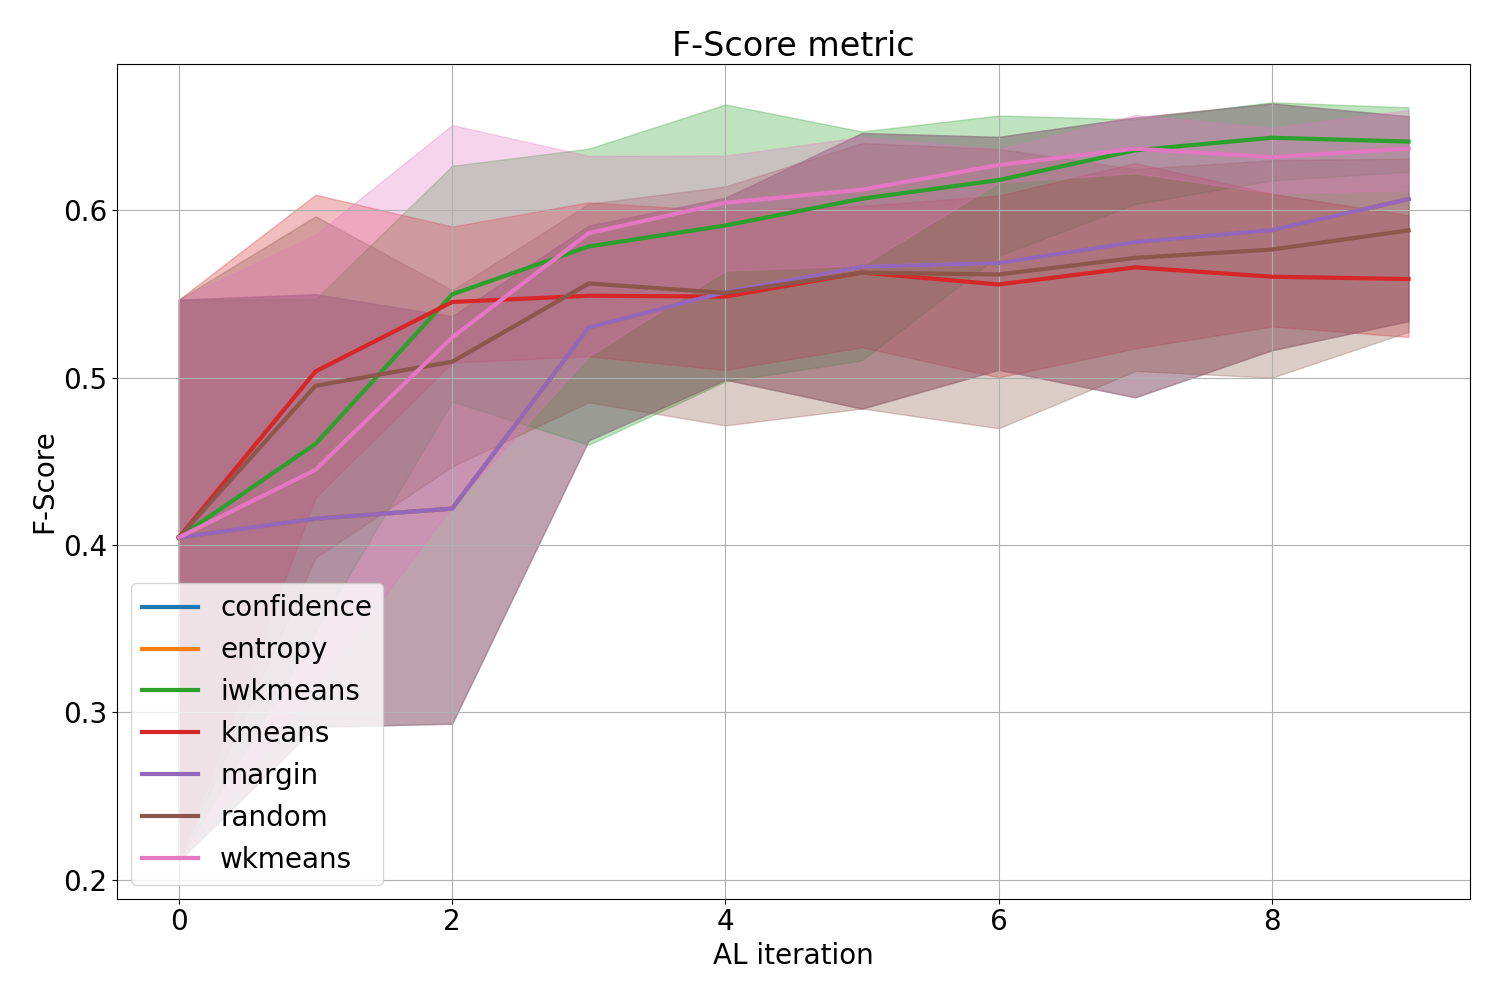 F-Score metric
F-Score
0.6
0.5
0.4
0.3
0.2
confidence
entropy
iwkmeans
kmeans
margin
random
wkmeans
0 2 4 6 8
AL iteration